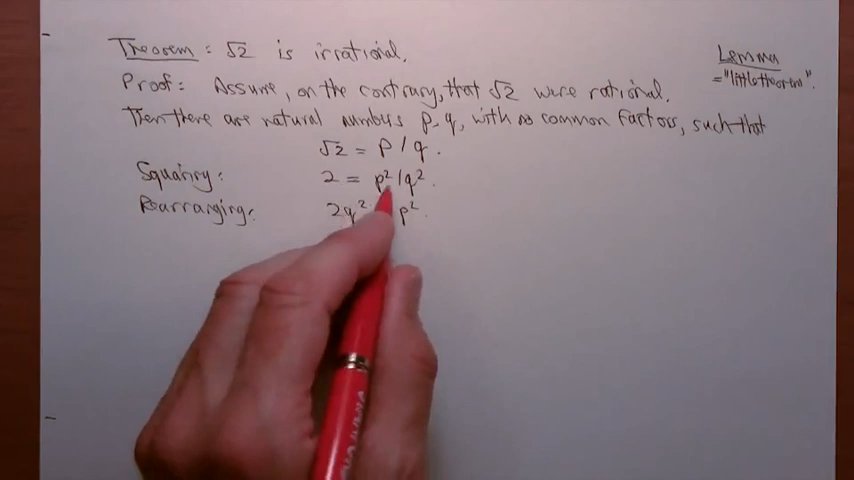 Theorem: √2 is irrational.
Lemma
= "little theorem".
Proof: Assume, on the contrary, that √2 were rational.
Then there are natural numbers p, q, with no common factors, such that
√2 = p / q.
Squaring: 2 = p²/q².
Rearranging: 2q² p².